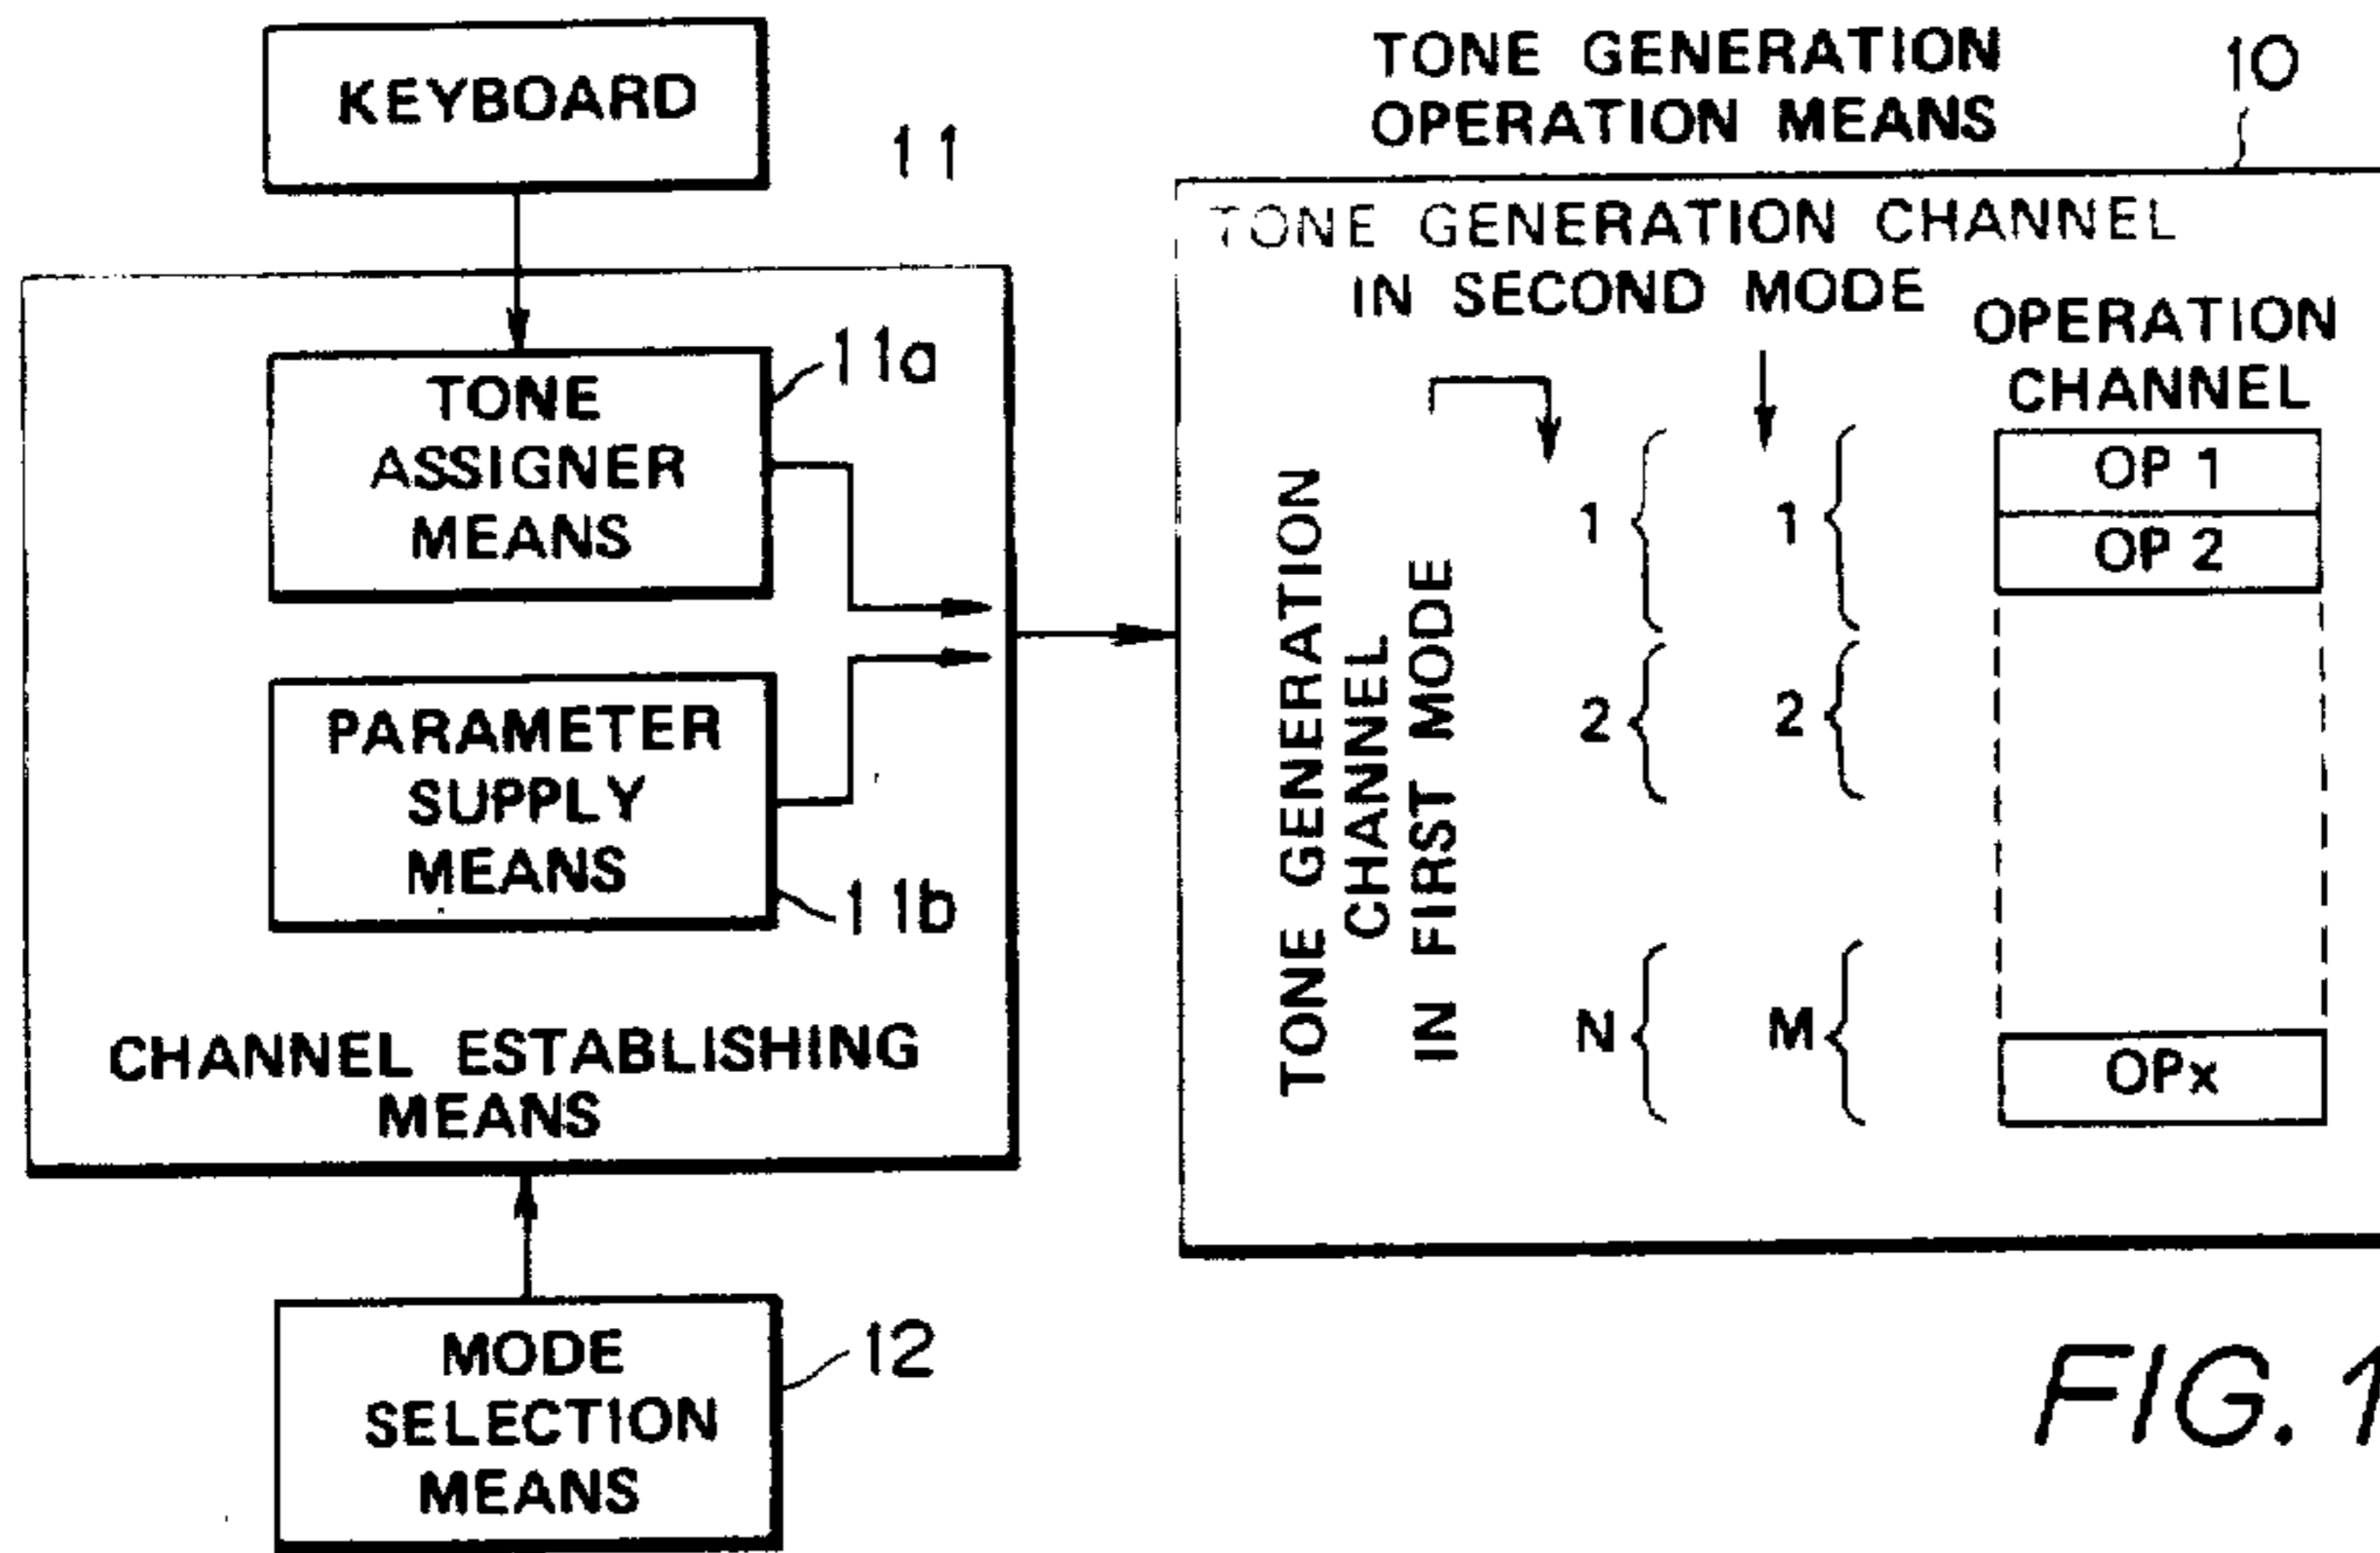 KEYBOARD
11
TONE
ASSIGNER
MEANS
11a
PARAMETER
SUPPLY
MEANS
11b
CHANNEL ESTABLISHING
MEANS
MODE
SELECTION
MEANS
12
TONE GENERATION
OPERATION MEANS
10
TONE GENERATION CHANNEL
IN SECOND MODE
TONE GENERATION
CHANNEL
IN FIRST MODE
1
2
N
1
2
M
OPERATION
CHANNEL
OP 1
OP 2
OPx
FIG. 1